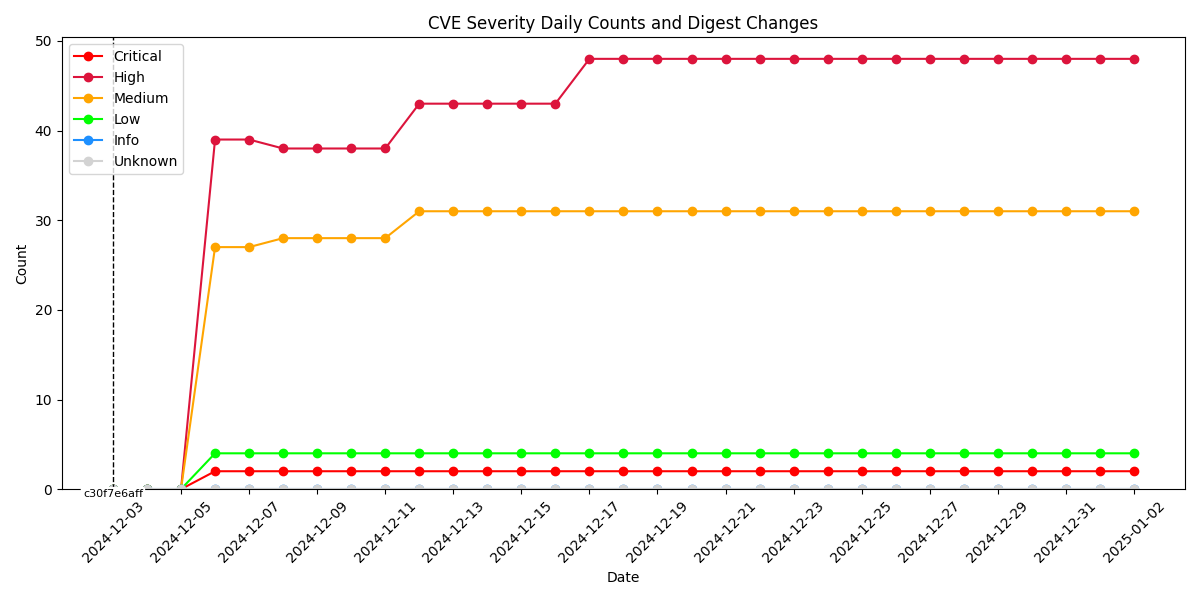 CVE Severity Daily Counts and Digest Changes
Critical
High
Medium
Low
Info
Unknown
50
40
30
20
10
0
Count
c30f7e6aff
2024-12-03
2024-12-05
2024-12-07
2024-12-09
2024-12-11
2024-12-13
2024-12-15
2024-12-17
2024-12-19
2024-12-21
2024-12-23
2024-12-25
2024-12-27
2024-12-29
2024-12-31
2025-01-02
Date